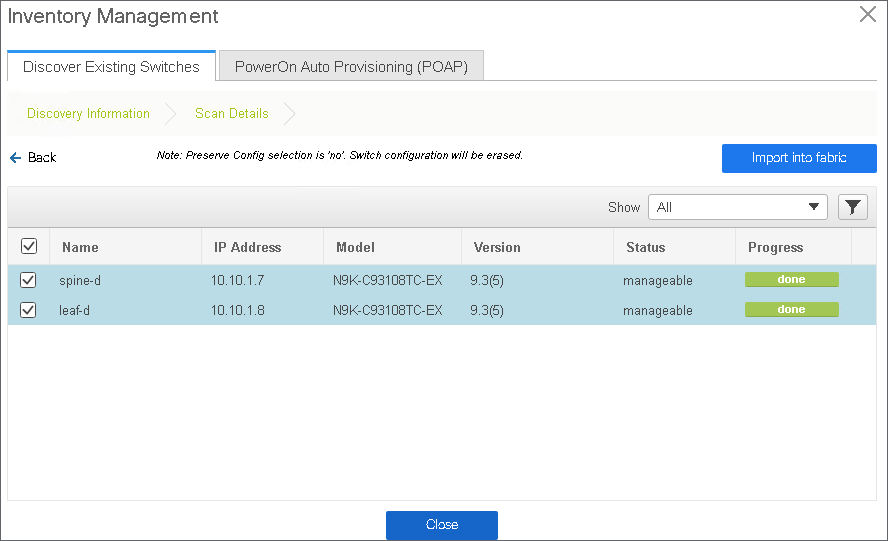 Inventory Management
Discover Existing Switches PowerOn Auto Provisioning (POAP)
Discovery Information Scan Details
Back Note: Preserve Config selection is 'no'. Switch configuration will be erased. Import into fabric
Show All
Name IP Address Model Version Status Progress
spine-d 10.10.1.7 N9K-C93108TC-EX 9.3(5) manageable done
leaf-d 10.10.1.8 N9K-C93108TC-EX 9.3(5) manageable done
Close